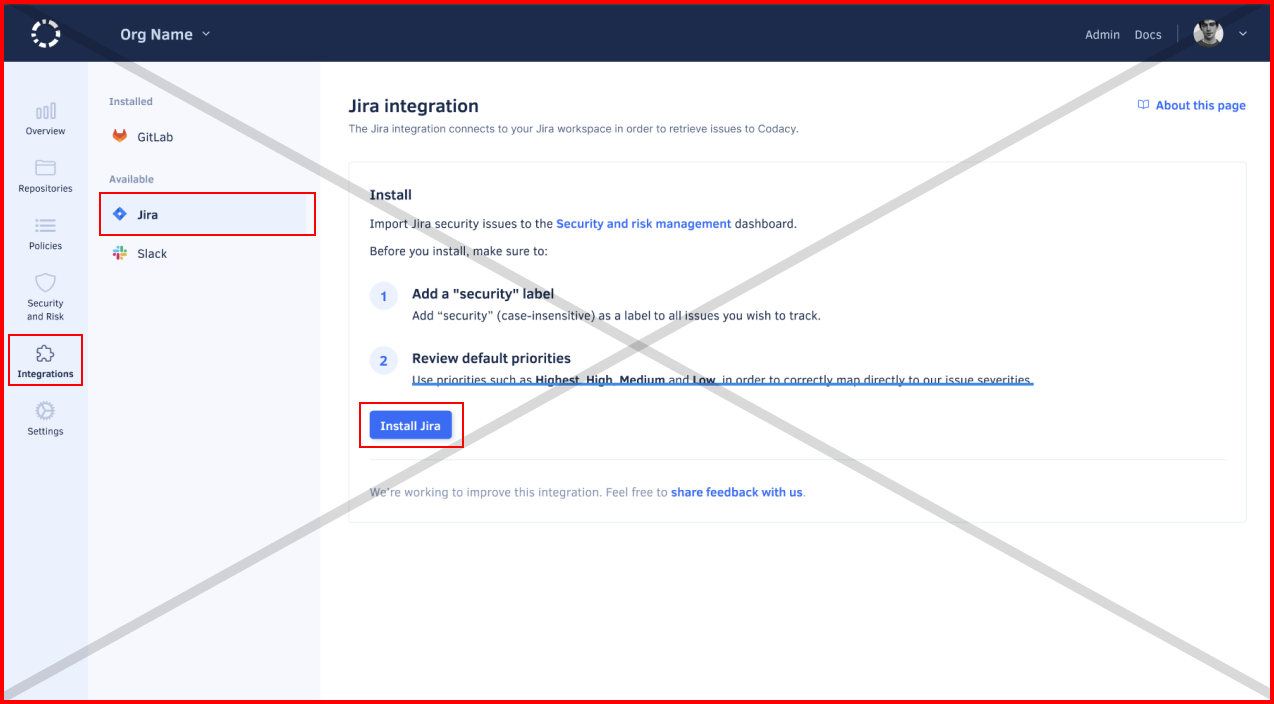 Org Name
Admin
Docs
Overview
Repositories
Policies
Security
and Risk
Integrations
Settings
Installed
GitLab
Available
Jira
Slack
Jira integration
About this page
The Jira integration connects to your Jira workspace in order to retrieve issues to Codacy.
Install
Import Jira security issues to the Security and risk management dashboard.
Before you install, make sure to:
1
Add a "security" label
Add “security” (case-insensitive) as a label to all issues you wish to track.
2
Review default priorities
Use priorities such as Highest, High, Medium and Low, in order to correctly map directly to our issue severities.
Install Jira
We're working to improve this integration. Feel free to share feedback with us.